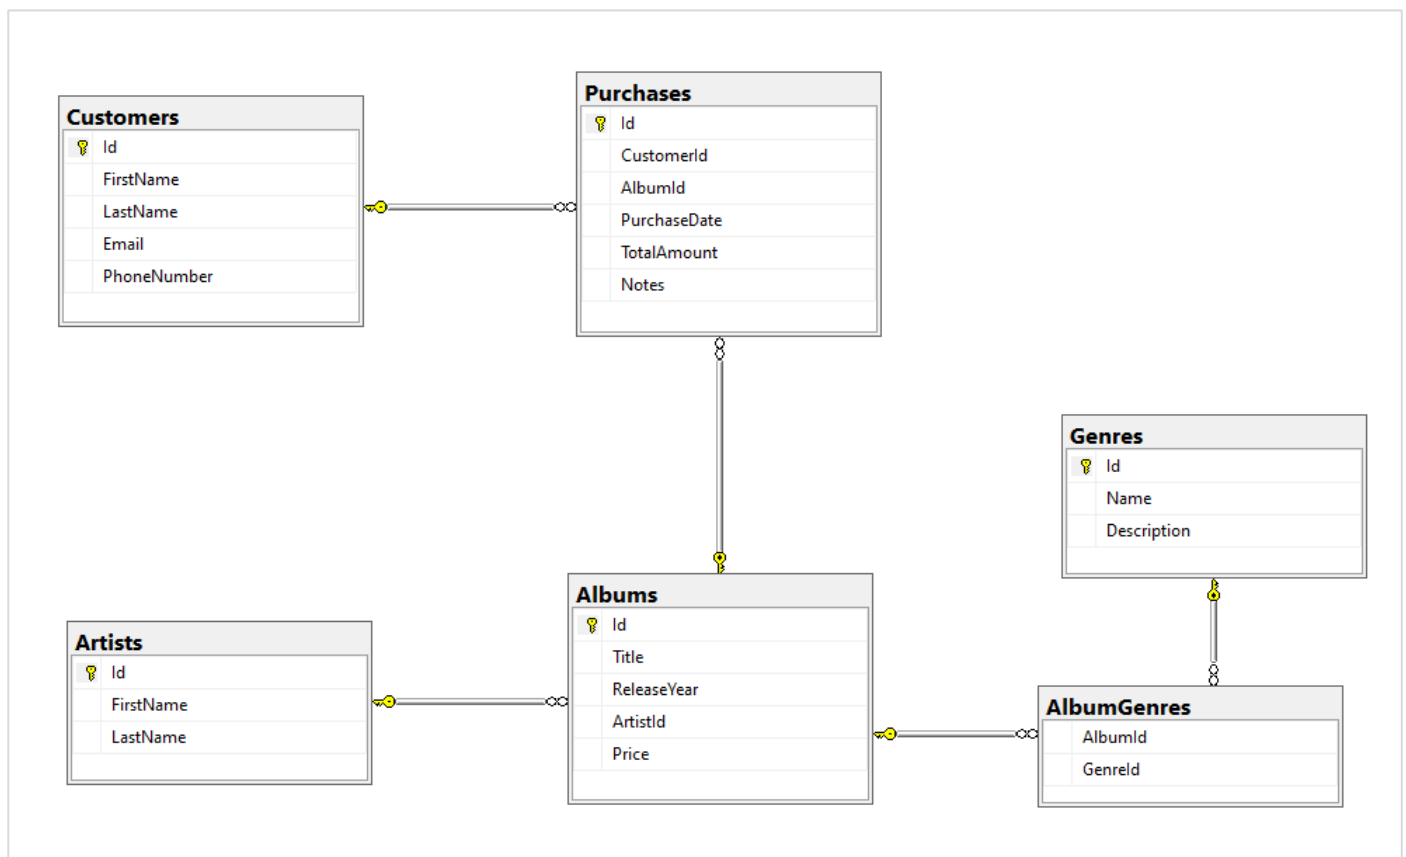 Customers
Id
FirstName
LastName
Email
PhoneNumber
Purchases
Id
CustomerId
AlbumId
PurchaseDate
TotalAmount
Notes
Genres
Id
Name
Description
Artists
Id
FirstName
LastName
Albums
Id
Title
ReleaseYear
ArtistId
Price
AlbumGenres
AlbumId
GenreId